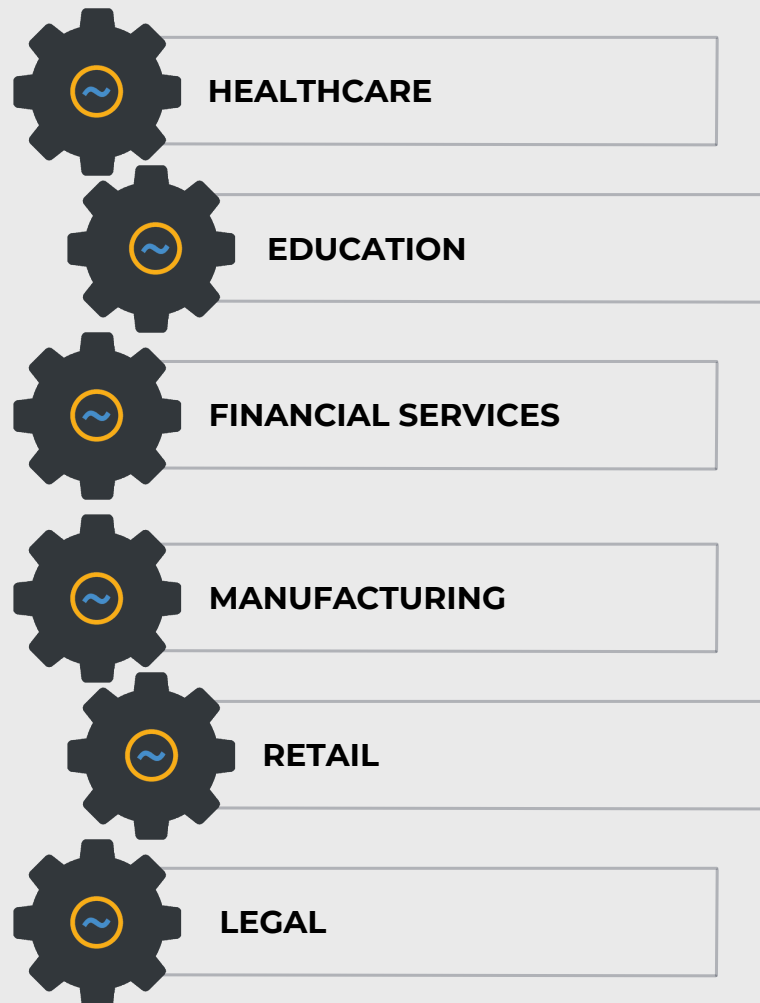 HEALTHCARE
EDUCATION
FINANCIAL SERVICES
MANUFACTURING
RETAIL
LEGAL